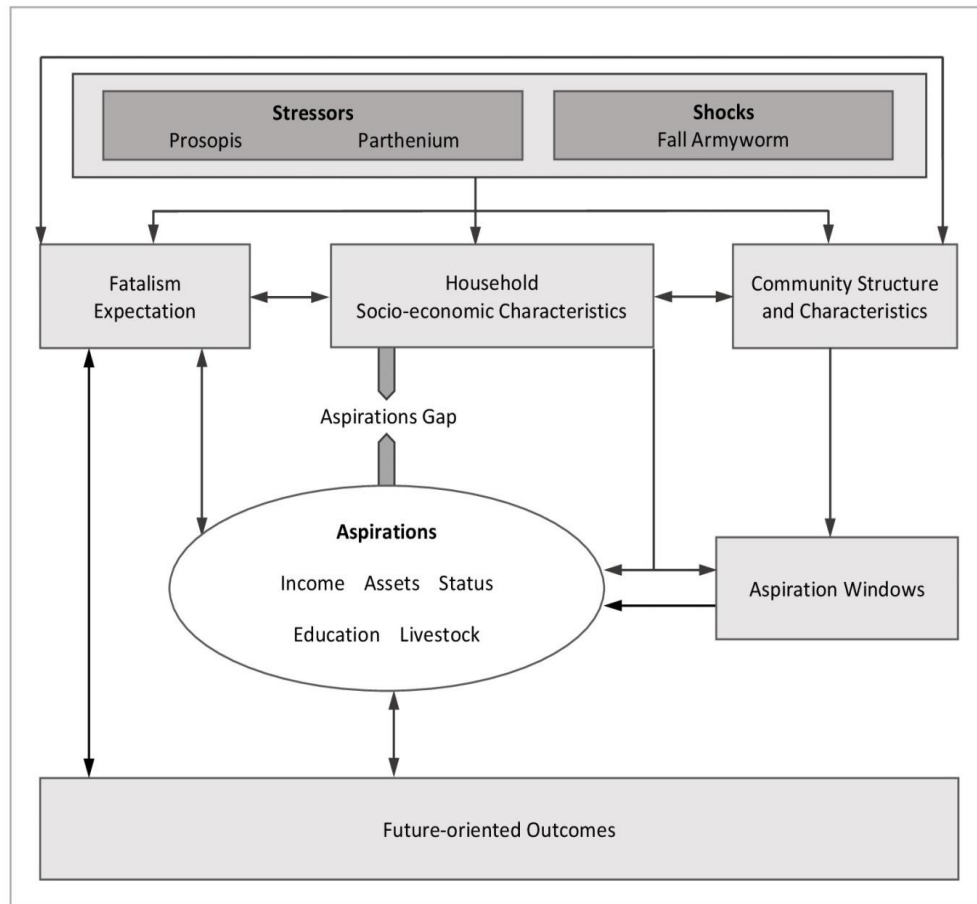 Stressors
Prosopis Parthenium
Shocks
Fall Armyworm
Fatalism
Expectation
Household
Socio-economic Characteristics
Community Structure
and Characteristics
Aspirations Gap
Aspirations
Income Assets Status
Education Livestock
Aspiration Windows
Future-oriented Outcomes